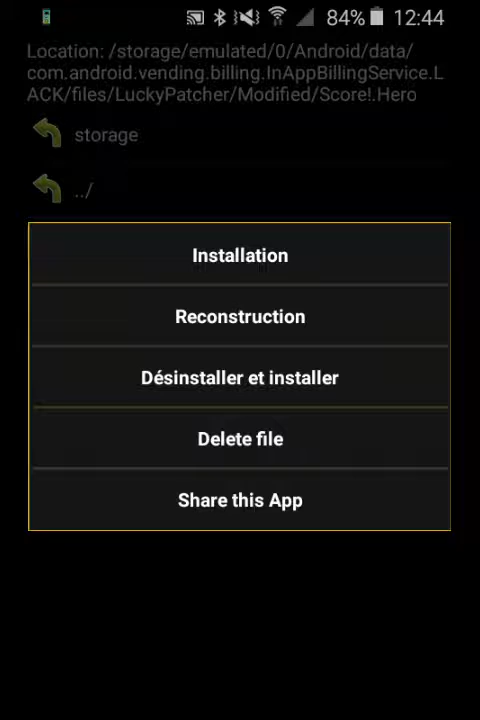 84% 12:44
Location: /storage/emulated/0/Android/data/
com.android.vending.billing.InAppBillingService.L
ACK/files/LuckyPatcher/Modified/Score!.Hero
storage
../
Installation
Reconstruction
Désinstaller et installer
Delete file
Share this App